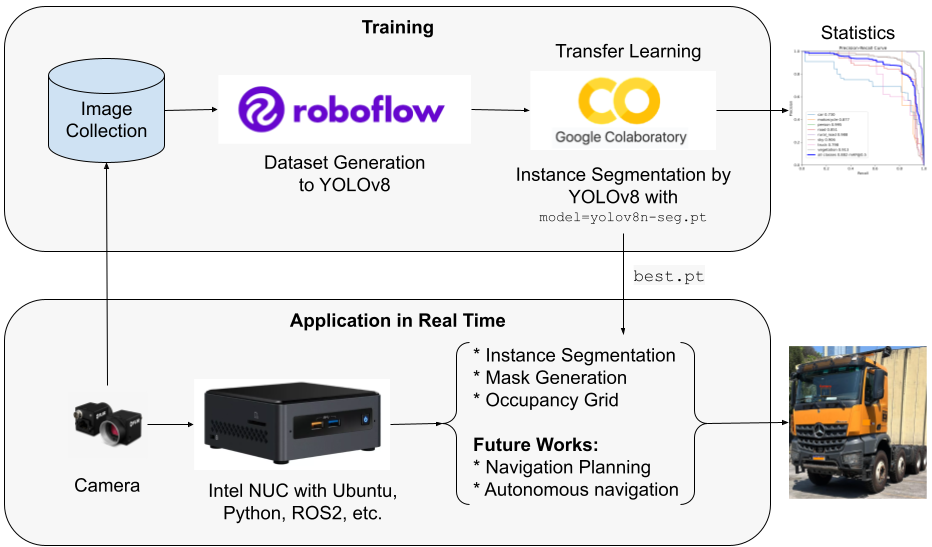 Training
Statistics
Transfer Learning
Image
Collection
roboflow
Google Colaboratory
Dataset Generation
to YOLOv8
Instance Segmentation by
YOLOv8 with
model=yolov8n-seg.pt
Precision-Recall Curve
Recall
best.pt
Application in Real Time
* Instance Segmentation
* Mask Generation
* Occupancy Grid
Future Works:
* Navigation Planning
* Autonomous navigation
Camera
Intel NUC with Ubuntu,
Python, ROS2, etc.